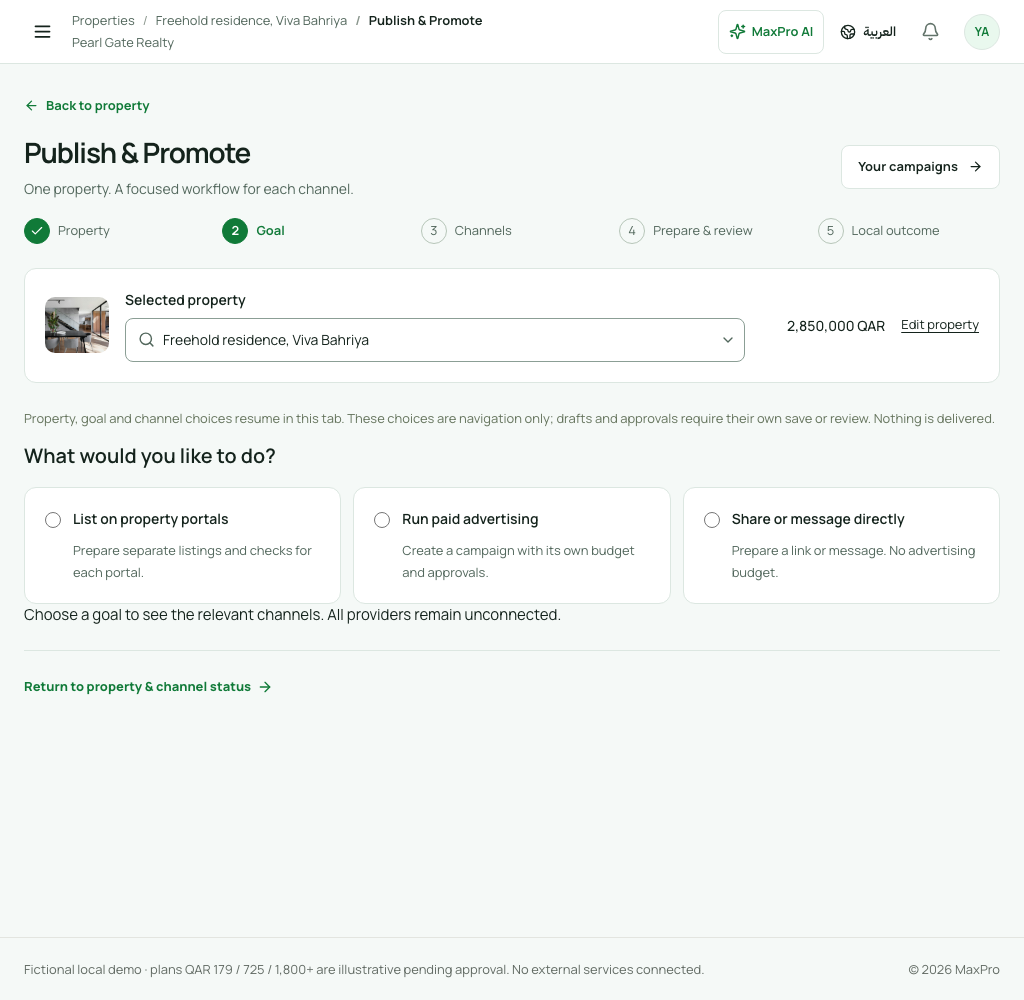 Properties / Freehold residence, Viva Bahriya / Publish & Promote
Pearl Gate Realty
MaxPro AI
العربية
YA
Back to property
Publish & Promote
One property. A focused workflow for each channel.
Your campaigns
Property
2 Goal
3 Channels
4 Prepare & review
5 Local outcome
Selected property
Freehold residence, Viva Bahriya
2,850,000 QAR
Edit property
Property, goal and channel choices resume in this tab. These choices are navigation only; drafts and approvals require their own save or review. Nothing is delivered.
What would you like to do?
List on property portals
Prepare separate listings and checks for
each portal.
Run paid advertising
Create a campaign with its own budget
and approvals.
Share or message directly
Prepare a link or message. No advertising
budget.
Choose a goal to see the relevant channels. All providers remain unconnected.
Return to property & channel status
Fictional local demo · plans QAR 179 / 725 / 1,800+ are illustrative pending approval. No external services connected.
© 2026 MaxPro